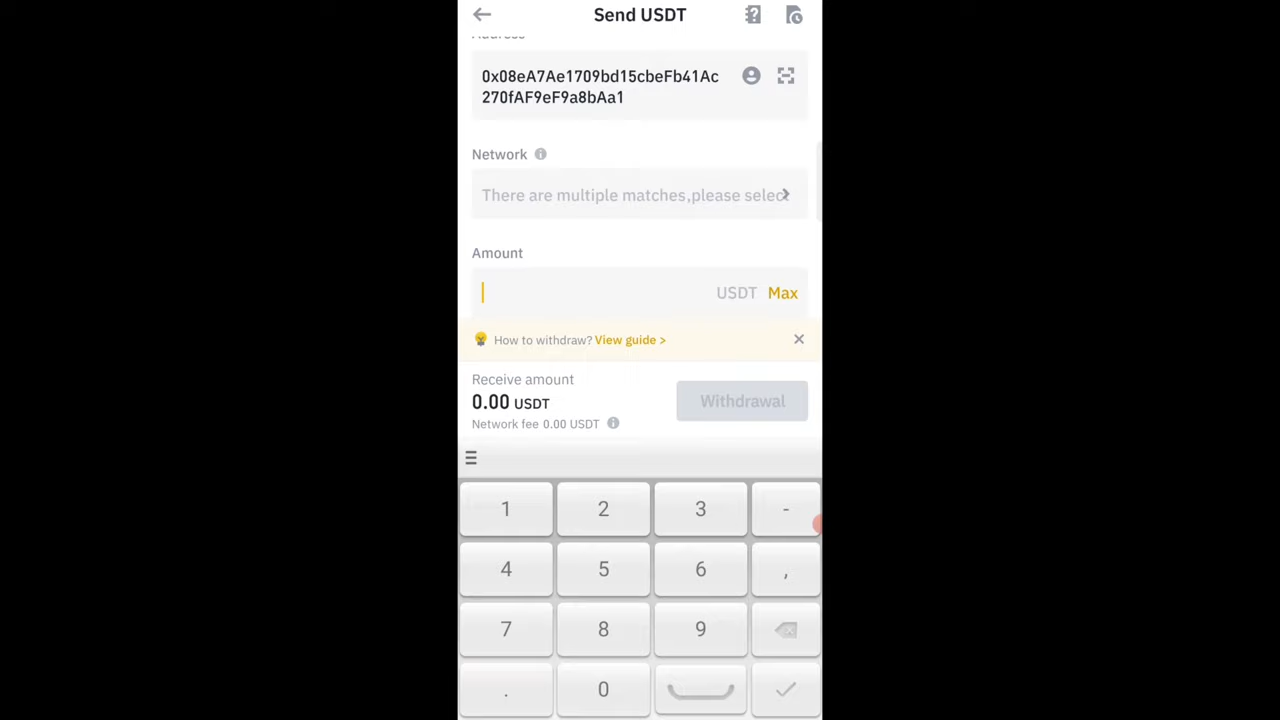 Send USDT
Address
0x08eA7Ae1709bd15cbeFb41Ac
270fAF9eF9a8bAa1
Network
There are multiple matches,please selec
Amount
USDT Max
How to withdraw? View guide >
Receive amount
0.00 USDT
Withdrawal
Network fee 0.00 USDT
1 2 3 -
4 5 6 ,
7 8 9
. 0